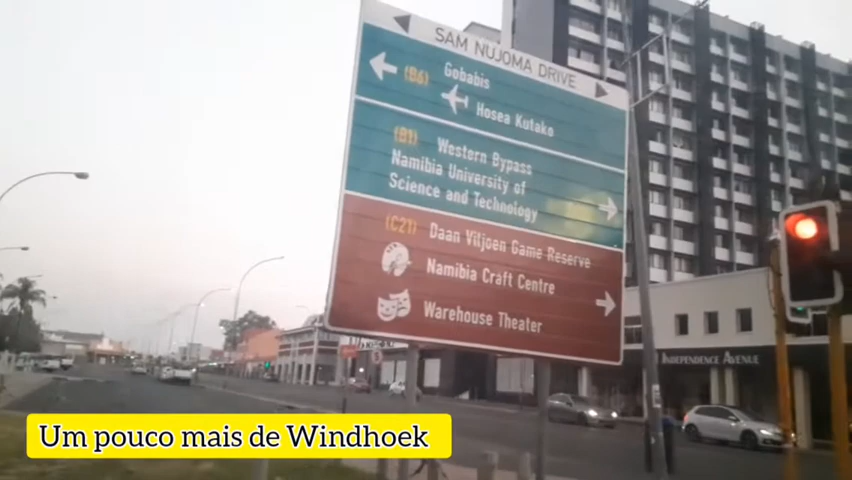 SAM NUJOMA DRIVE
(B6) Gobabis
Hosea Kutako
(B1) Western Bypass
Namibia University of
Science and Technology
(C21) Daan Viljoen Game Reserve
Namibia Craft Centre
Warehouse Theater
INDEPENDENCE AVENUE
Um pouco mais de Windhoek